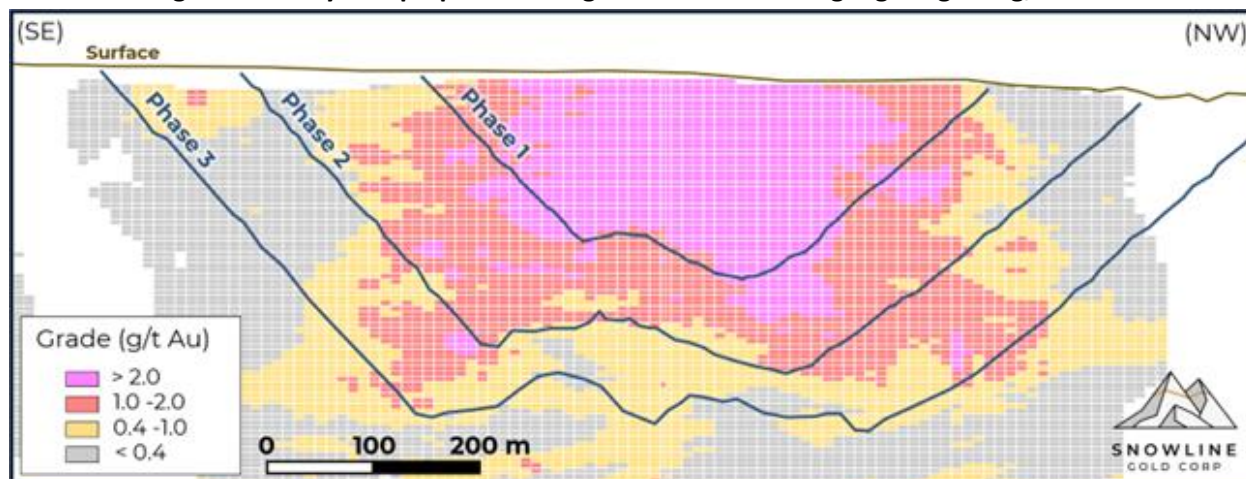 (SE)
(NW)
Surface
Phase 3
Phase 2
Phase 1
Grade (g/t Au)
> 2.0
1.0 -2.0
0.4 -1.0
< 0.4
0 100 200 m
SNOWLINE
GOLD CORP